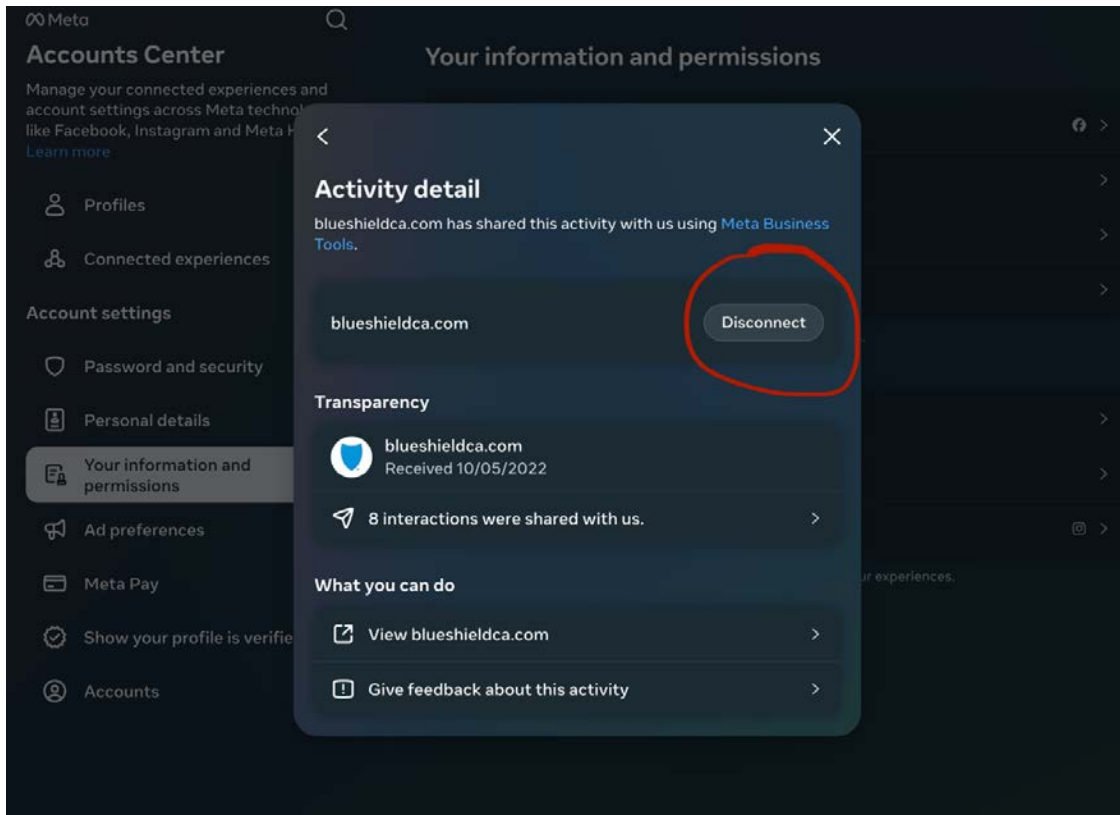 Meta
Accounts Center
Manage your connected experiences and
account settings across Meta
like Facebook, Instagram and Meta
Learn more
Profiles
Connected experiences
Account settings
Password and security
Personal details
Your information and
permissions
Ad preferences
Meta Pay
Show your profile is
Accounts
Your information and permissions
Activity detail
blueshieldca.com has shared this activity with us using Meta Business
Tools.
blueshieldca.com
Disconnect
Transparency
blueshieldca.com
Received 10/05/2022
8 interactions were shared with us.
What you can do
View blueshieldca.com
Give feedback about this activity
experiences.